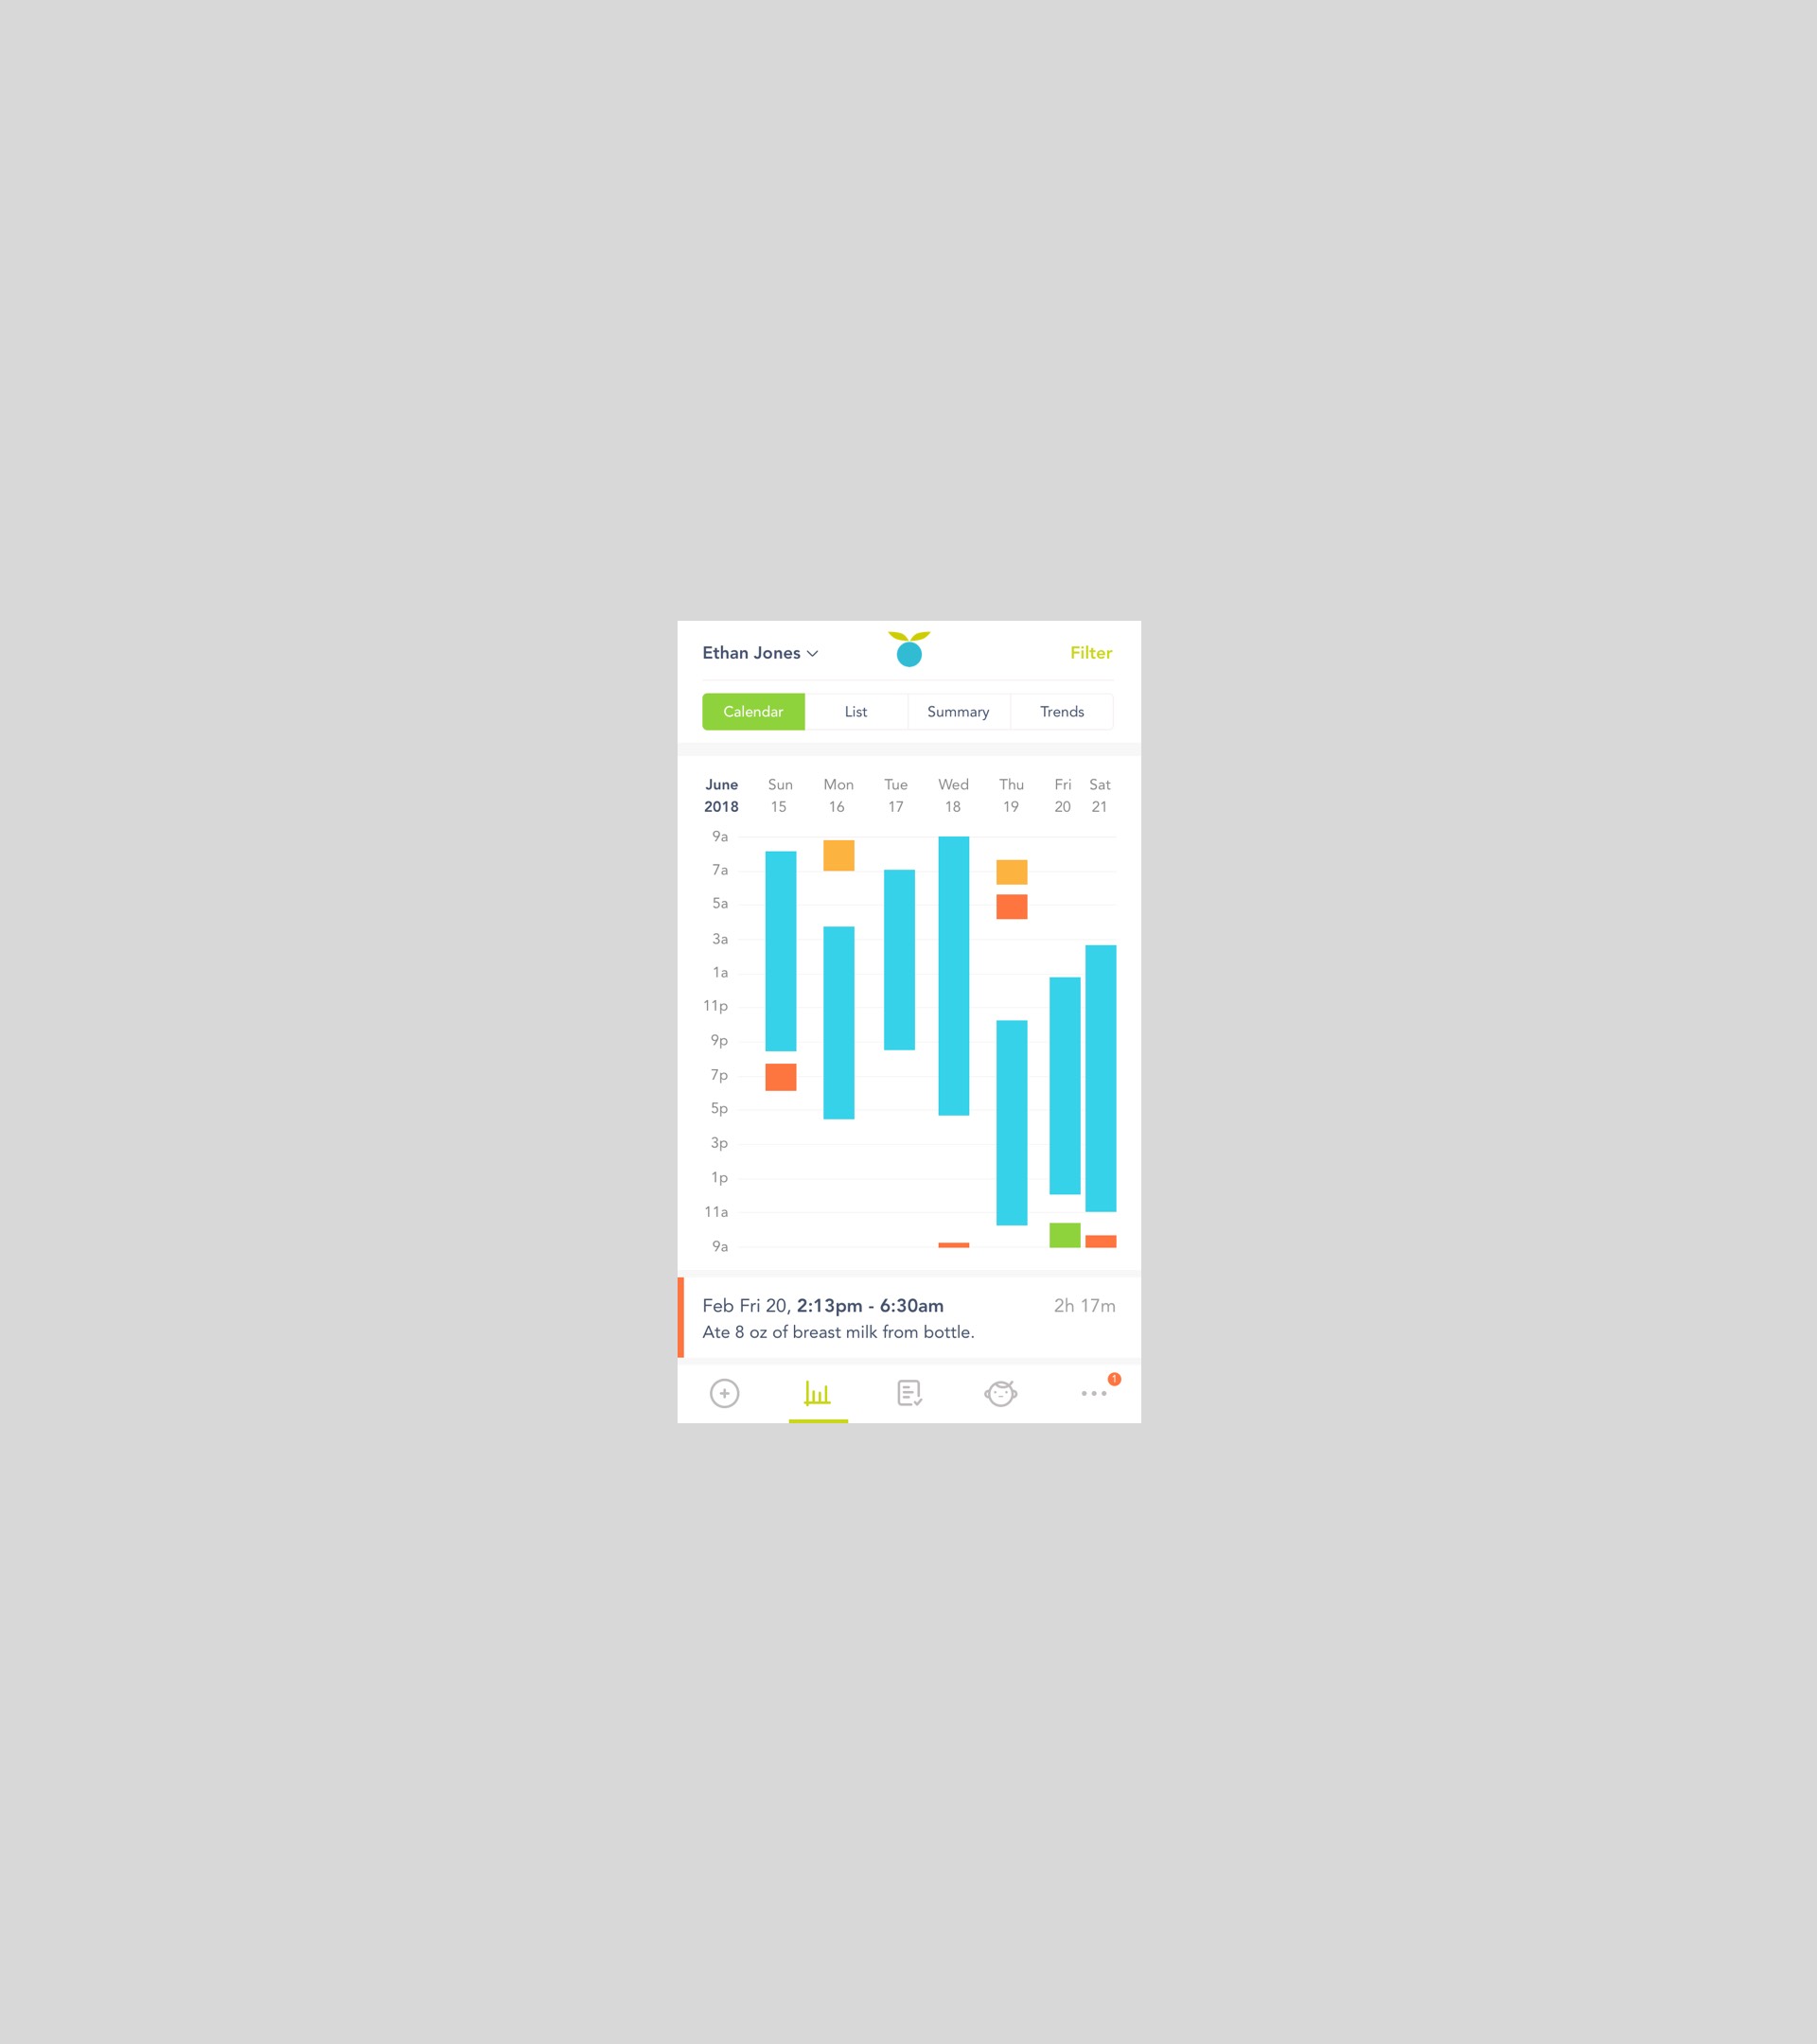 Ethan Jones
Filter
Calendar List Summary Trends
June Sun Mon Tue Wed Thu Fri Sat
2018 15 16 17 18 19 20 21
9a
7a
5a
3a
1a
11p
9p
7p
5p
3p
1p
11a
9a
Feb Fri 20, 2:13pm - 6:30am 2h 17m
Ate 8 oz of breast milk from bottle.
1